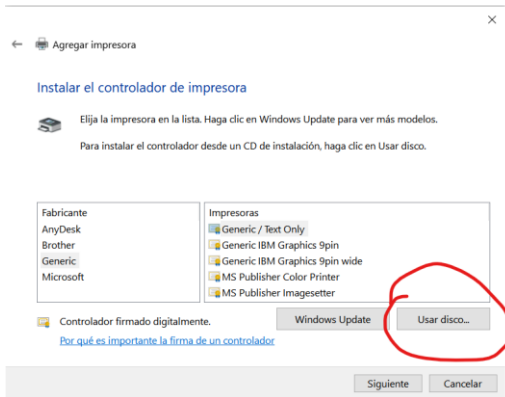 Agregar impresora
Instalar el controlador de impresora
Elija la impresora en la lista. Haga clic en Windows Update para ver más modelos.
Para instalar el controlador desde un CD de instalación, haga clic en Usar disco.
Fabricante
AnyDesk
Brother
Generic
Microsoft
Impresoras
Generic / Text Only
Generic IBM Graphics 9pin
Generic IBM Graphics 9pin wide
MS Publisher Color Printer
MS Publisher Imagesetter
Controlador firmado digitalmente.
Por qué es importante la firma de un controlador
Windows Update
Usar disco...
Siguiente
Cancelar